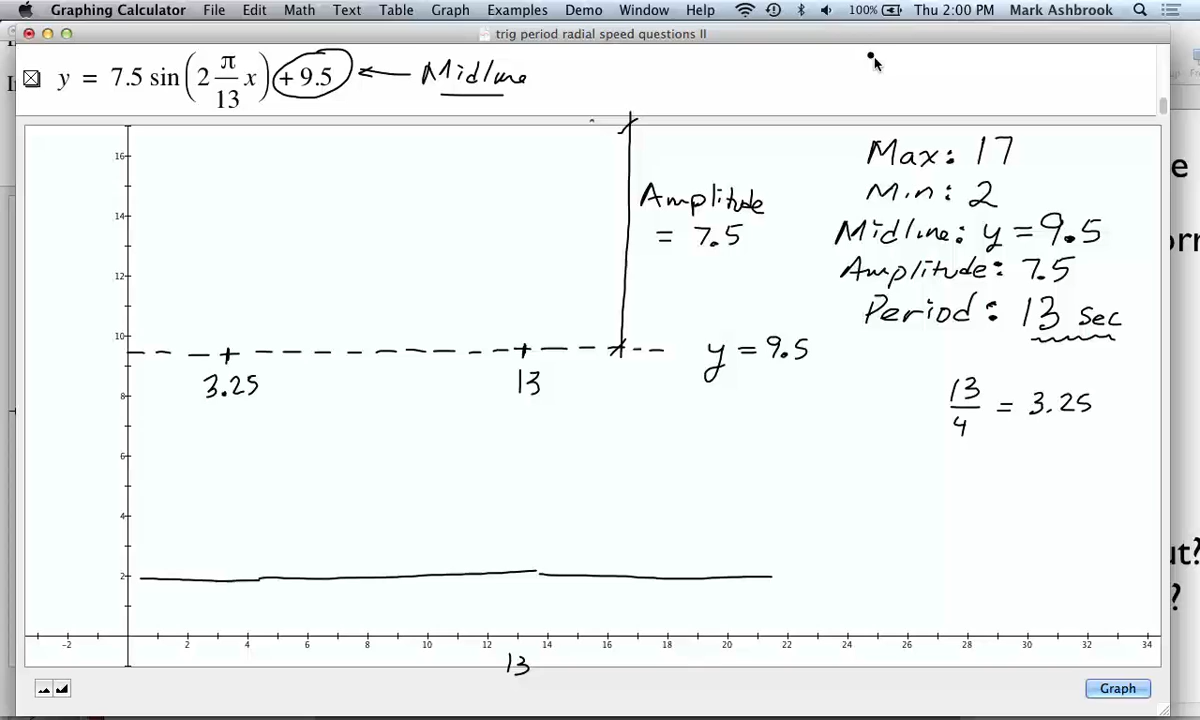 Graphing Calculator File Edit Math Text Table Graph Examples Demo Window Help 100% Thu 2:00 PM Mark Ashbrook
trig period radial speed questions II
y = 7.5 sin(2 π/13 x) + 9.5 ← Midline
Max: 17
Min: 2
Midline: y = 9.5
Amplitude: 7.5
Period: 13 sec
13/4 = 3.25
Amplitude
= 7.5
y = 9.5
3.25
13
16
14
12
10
8
6
4
2
-2 2 4 6 8 10 12 14 16 18 20 22 24 26 28 30 32 34
13
Graph
e
orn
ut?
?